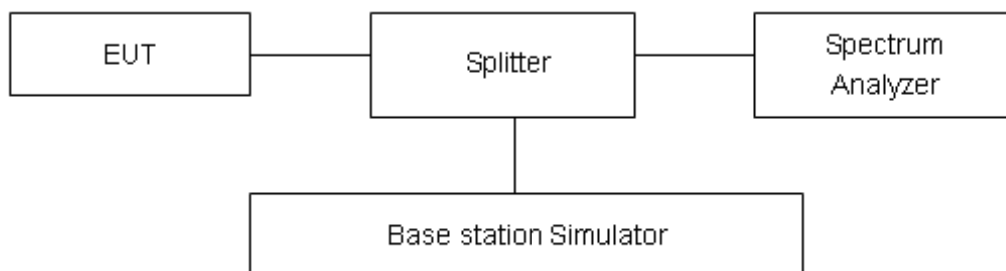 EUT
Splitter
Spectrum
Analyzer
Base station Simulator